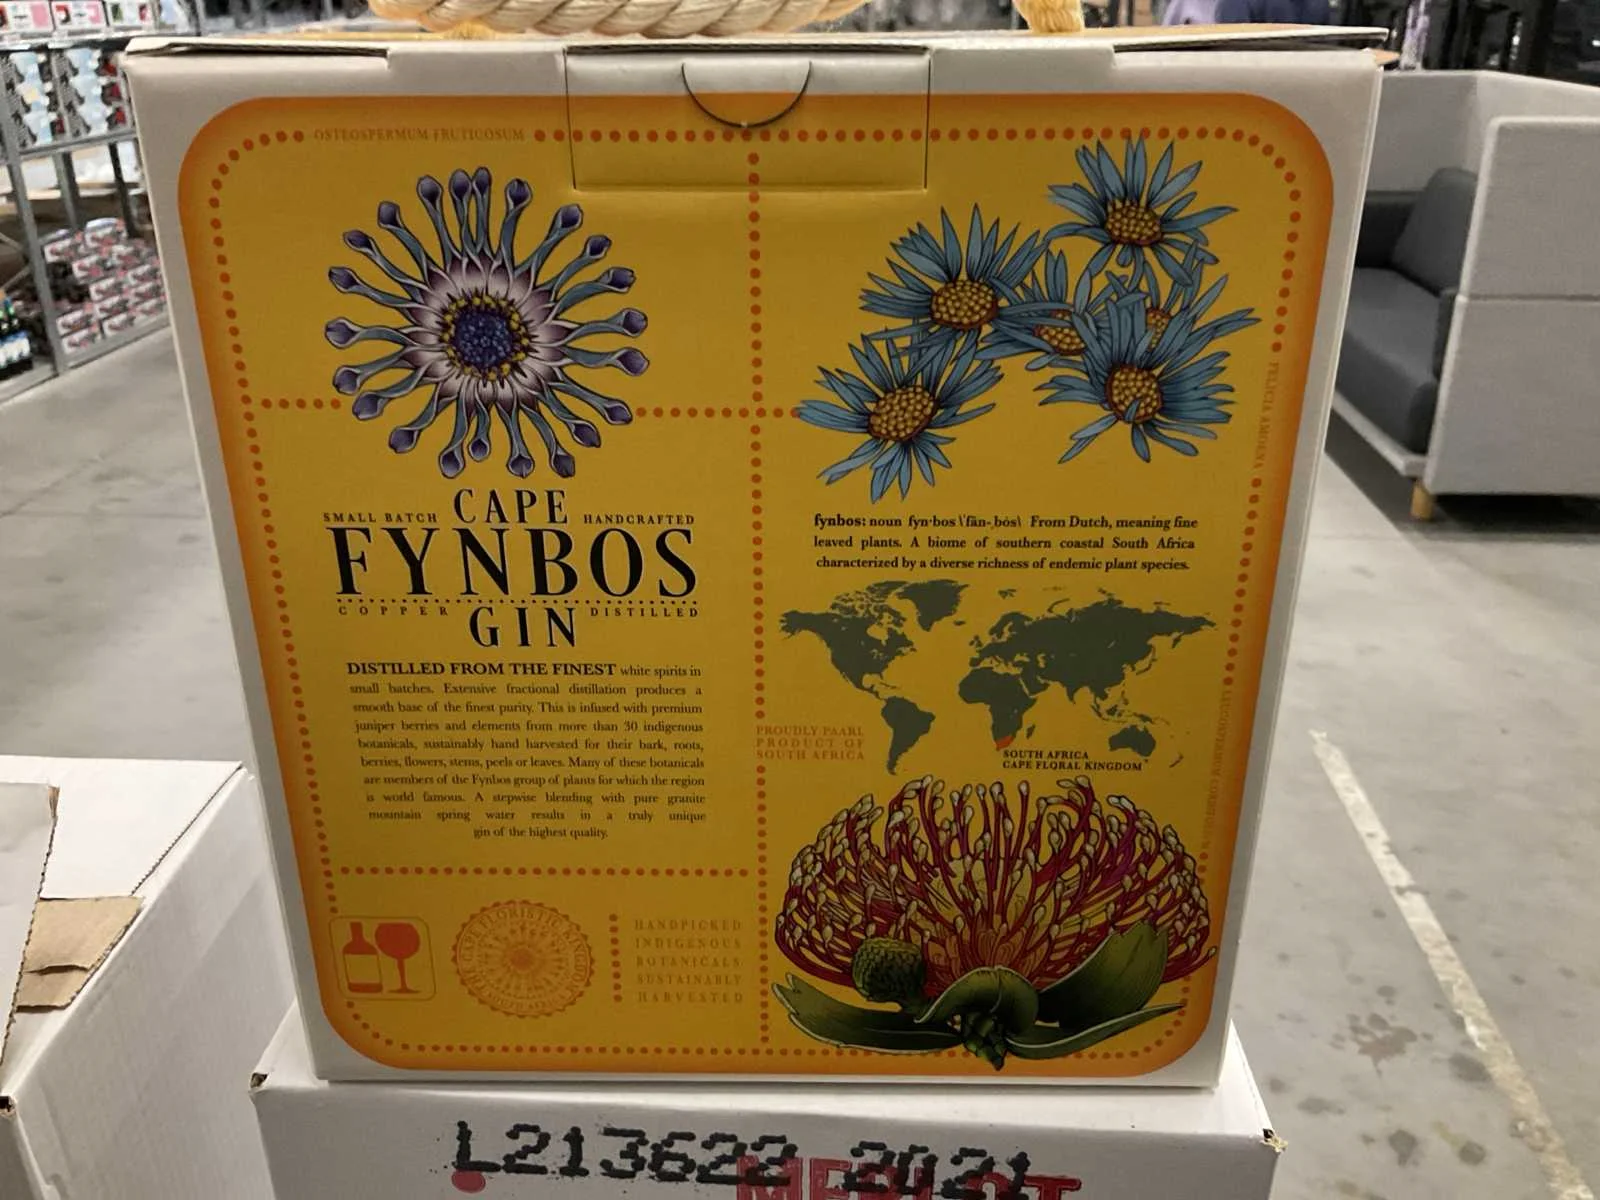 OSTEOSPERMUM FRUTICOSUM
SMALL BATCH CAPE HANDCRAFTED
FYNBOS
COPPER GIN DISTILLED
DISTILLED FROM THE FINEST white spirits in
small batches. Extensive fractional distillation produces a
smooth base of the finest purity. This is infused with premium
juniper berries and elements from more than 30 indigenous
botanicals, sustainably hand harvested for their bark, roots,
berries, flowers, stems, peels or leaves. Many of these botanicals
are members of the Fynbos group of plants for which the region
is world famous. A stepwise blending with pure granite
mountain spring water results in a truly unique
gin of the highest quality.
CAPE FLORISTIC KINGDOM
HANDPICKED
INDIGENOUS
BOTANICALS
SUSTAINABLY
HARVESTED
FELICIA AMOENA
fynbos: noun fyn·bos \'fān-ˌbós\ From Dutch, meaning fine
leaved plants. A biome of southern coastal South Africa
characterized by a diverse richness of endemic plant species.
PROUDLY PAARL
PRODUCT OF
SOUTH AFRICA
SOUTH AFRICA
CAPE FLORAL KINGDOM
L213622 2021
MERLOT